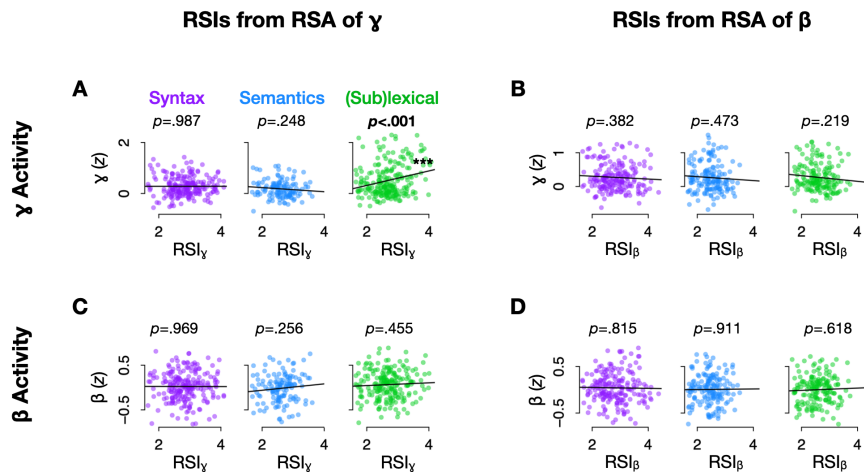 RSIs from RSA of ɣ
RSIs from RSA of β
A
B
Syntax
Semantics
(Sub)lexical
p=.987
p=.248
p<.001
p=.382
p=.473
p=.219
ɣ Activity
ɣ (z)
2
0
***
ɣ (z)
1
0
2 4
2 4
2 4
2 4
2 4
2 4
RSIɣ
RSIɣ
RSIɣ
RSIβ
RSIβ
RSIβ
C
D
p=.969
p=.256
p=.455
p=.815
p=.911
p=.618
β Activity
β (z)
0.5
−0.5
β (z)
0.5
−0.5
2 4
2 4
2 4
2 4
2 4
2 4
RSIɣ
RSIɣ
RSIɣ
RSIβ
RSIβ
RSIβ